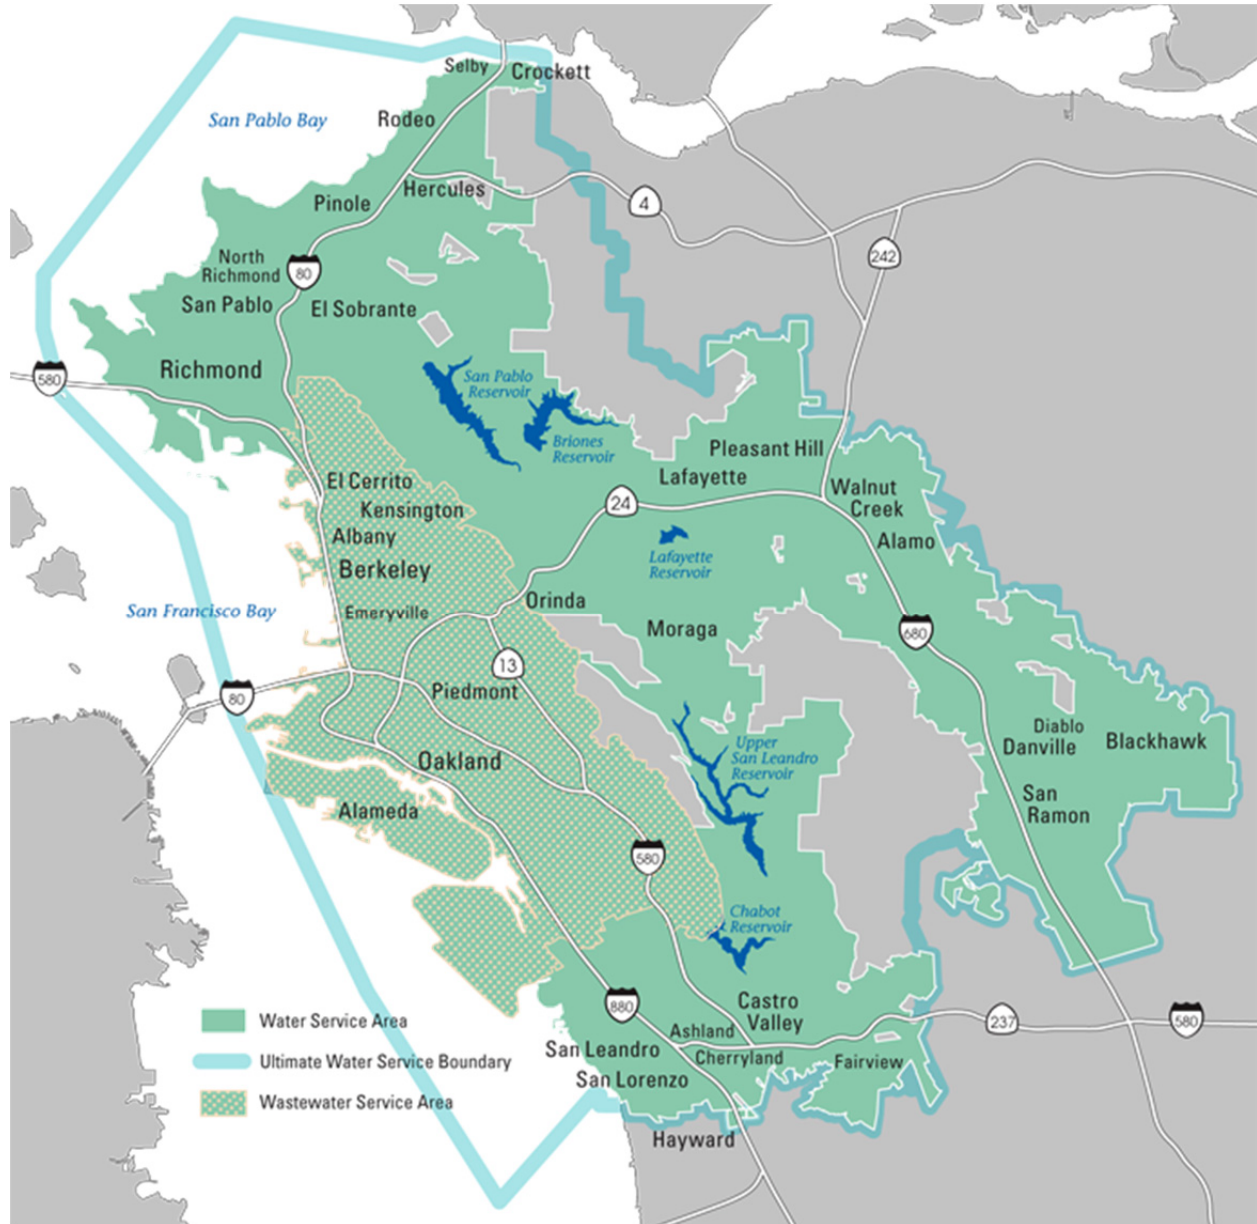 Selby
Crockett
San Pablo Bay
Rodeo
Hercules
Pinole
4
242
North
Richmond
80
San Pablo
El Sobrante
Richmond
580
San Pablo
Reservoir
Briones
Reservoir
Pleasant Hill
Lafayette
El Cerrito
Kensington
24
Walnut
Creek
Albany
Alamo
Berkeley
Lafayette
Reservoir
San Francisco Bay
Emeryville
Orinda
Moraga
680
13
80
Piedmont
Diablo
Danville
Blackhawk
Upper
San Leandro
Reservoir
Oakland
San
Ramon
Alameda
580
Chabot
Reservoir
880
Castro
Valley
237
580
Ashland
Cherryland
San Leandro
Fairview
San Lorenzo
Hayward
Water Service Area
Ultimate Water Service Boundary
Wastewater Service Area